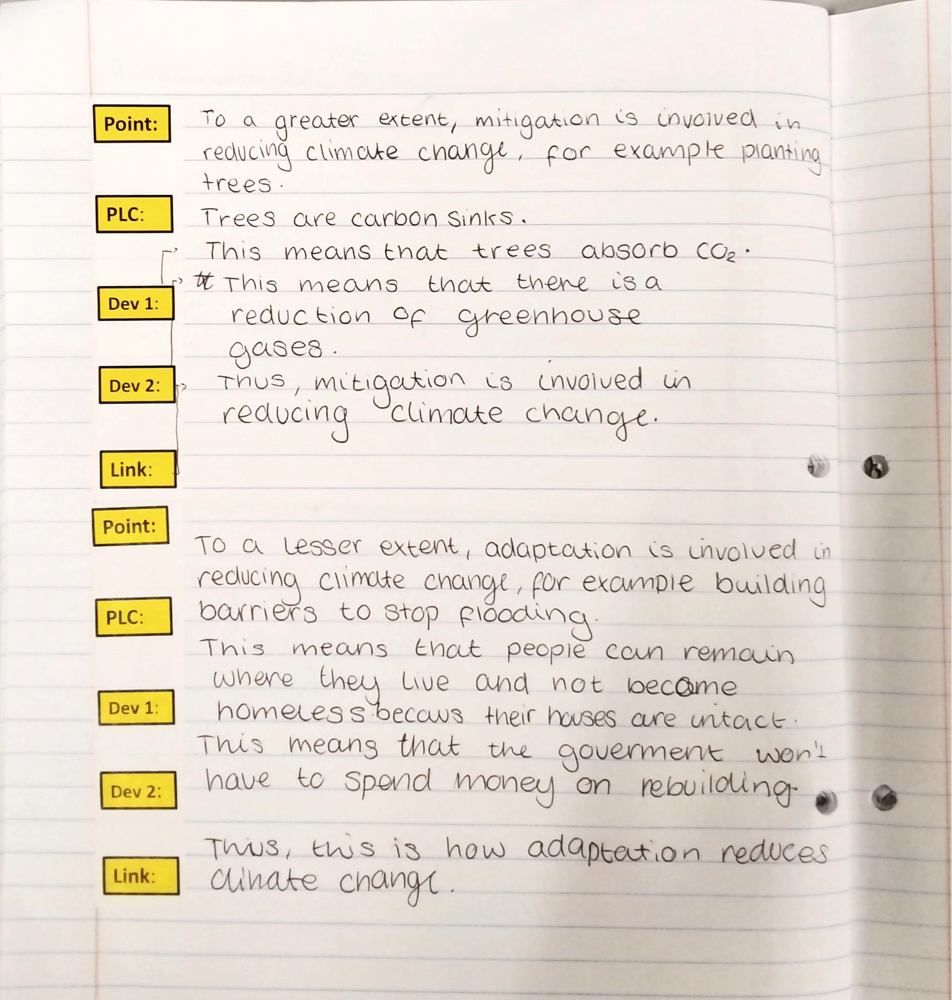 Point: To a greater extent, mitigation is involved in
reducing climate change, for example planting
trees.
PLC: Trees are carbon sinks.
This means that trees absorb CO₂.
This means that there is a
Dev 1: reduction of greenhouse
gases.
Dev 2: Thus, mitigation is involved in
reducing climate change.
Link:
Point:
To a lesser extent, adaptation is involved in
reducing climate change, for example building
PLC: barriers to stop flooding.
This means that people can remain
where they live and not become
Dev 1: homeless becaus their houses are intact.
This means that the goverment won't
Dev 2: have to spend money on rebuilding.
Thus, this is how adaptation reduces
Link: climate change.